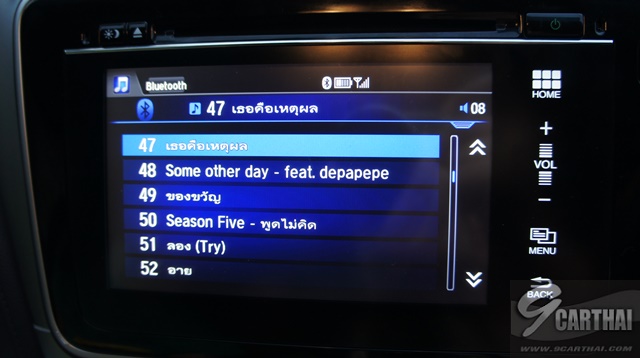 Bluetooth
47 เธอคือเหตุผล
08
47 เธอคือเหตุผล
48 Some other day - feat. depapepe
49 ของขวัญ
50 Season Five - พูดไม่คิด
51 ลอง (Try)
52 อาย
HOME
+
VOL
-
MENU
BACK
9CARTHAI
WWW.9CARTHAI.COM